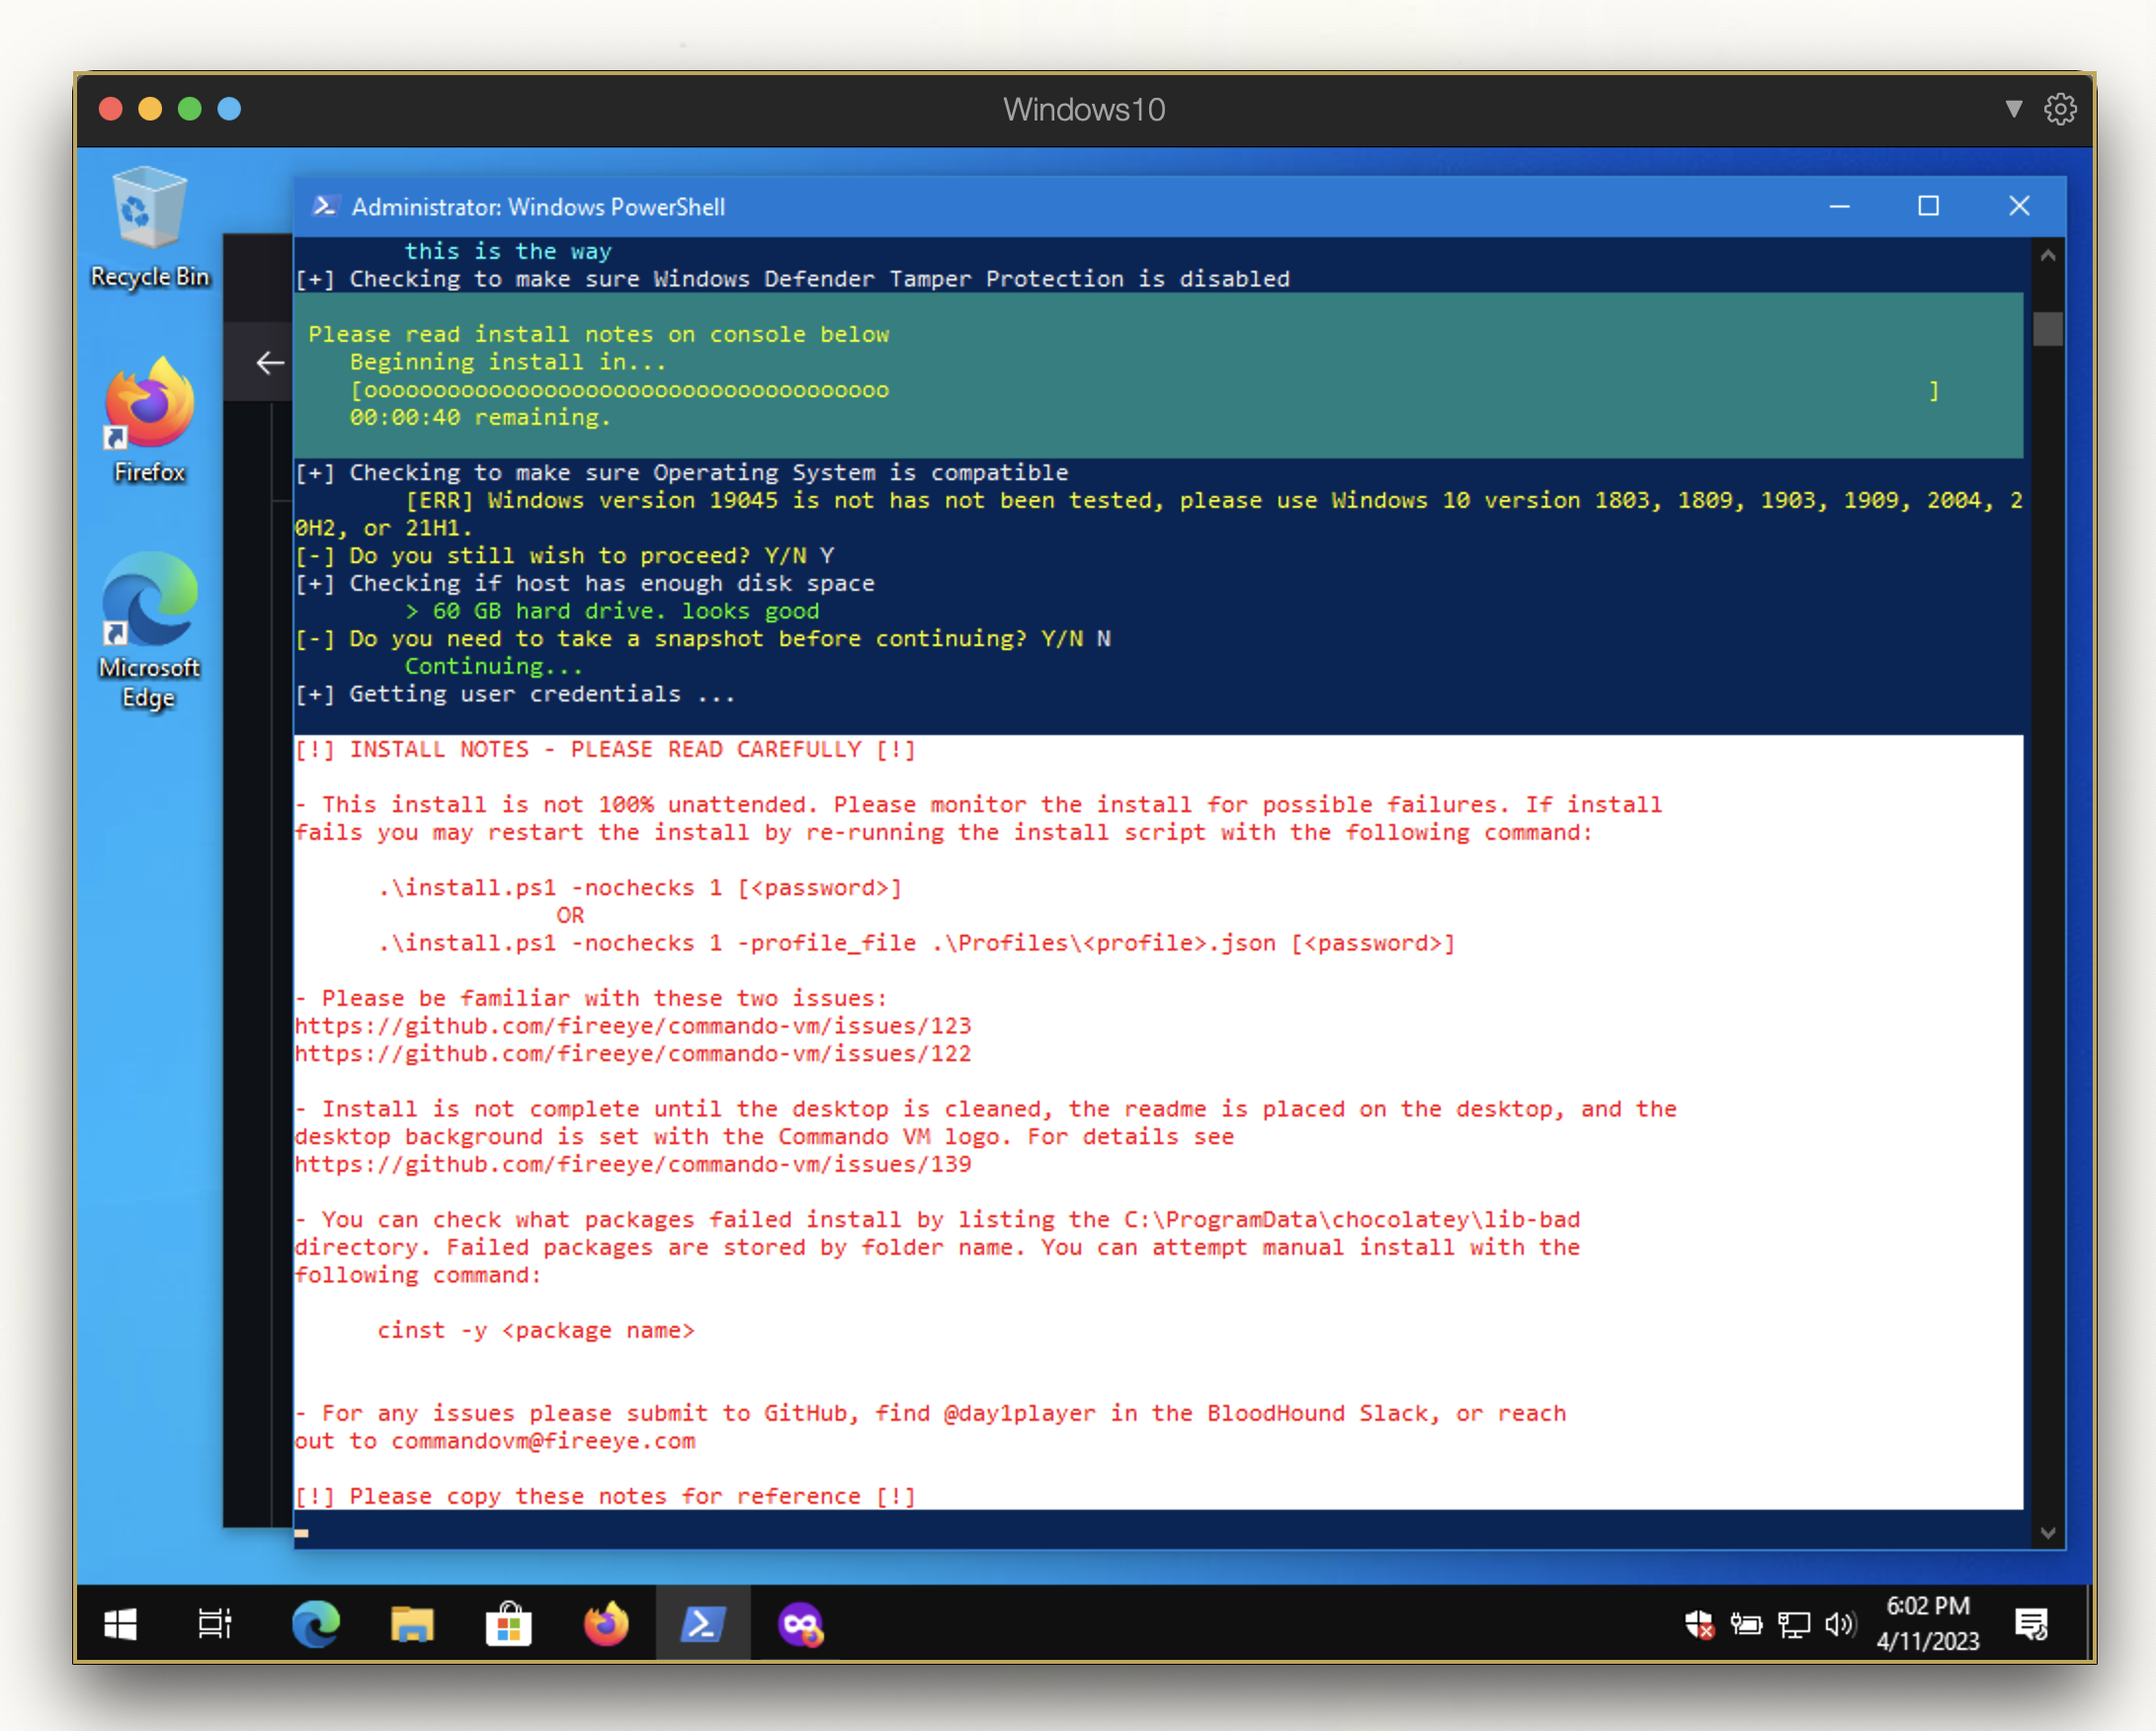 Windows10
Recycle Bin
Firefox
Microsoft
Edge
Administrator: Windows PowerShell
this is the way
[+] Checking to make sure Windows Defender Tamper Protection is disabled
Please read install notes on console below
Beginning install in...
[oooooooooooooooooooooooooooooooooooooo ]
00:00:40 remaining.
[+] Checking to make sure Operating System is compatible
[ERR] Windows version 19045 is not has not been tested, please use Windows 10 version 1803, 1809, 1903, 1909, 2004, 2
0H2, or 21H1.
[-] Do you still wish to proceed? Y/N Y
[+] Checking if host has enough disk space
> 60 GB hard drive. looks good
[-] Do you need to take a snapshot before continuing? Y/N N
Continuing...
[+] Getting user credentials ...
[!] INSTALL NOTES - PLEASE READ CAREFULLY [!]
- This install is not 100% unattended. Please monitor the install for possible failures. If install
fails you may restart the install by re-running the install script with the following command:
.\install.ps1 -nochecks 1 [<password>]
OR
.\install.ps1 -nochecks 1 -profile_file .\Profiles\<profile>.json [<password>]
- Please be familiar with these two issues:
https://github.com/fireeye/commando-vm/issues/123
https://github.com/fireeye/commando-vm/issues/122
- Install is not complete until the desktop is cleaned, the readme is placed on the desktop, and the
desktop background is set with the Commando VM logo. For details see
https://github.com/fireeye/commando-vm/issues/139
- You can check what packages failed install by listing the C:\ProgramData\chocolatey\lib-bad
directory. Failed packages are stored by folder name. You can attempt manual install with the
following command:
cinst -y <package name>
- For any issues please submit to GitHub, find @day1player in the BloodHound Slack, or reach
out to commandovm@fireeye.com
[!] Please copy these notes for reference [!]
6:02 PM
4/11/2023